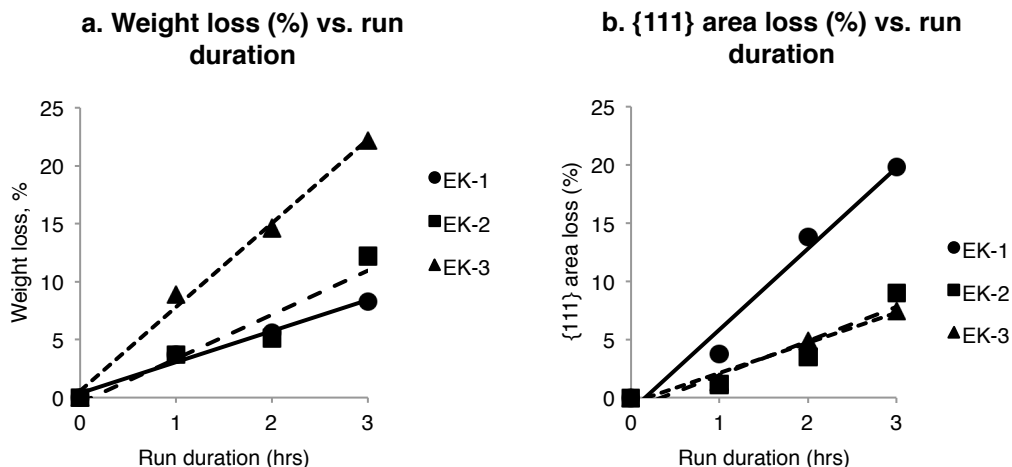 a. Weight loss (%) vs. run
duration
25
20
15
10
5
0
Weight loss, %
0 1 2 3
Run duration (hrs)
EK-1
EK-2
EK-3
b. {111} area loss (%) vs. run
duration
25
20
15
10
5
0
{111} area loss (%)
0 1 2 3
Run duration (hrs)
EK-1
EK-2
EK-3